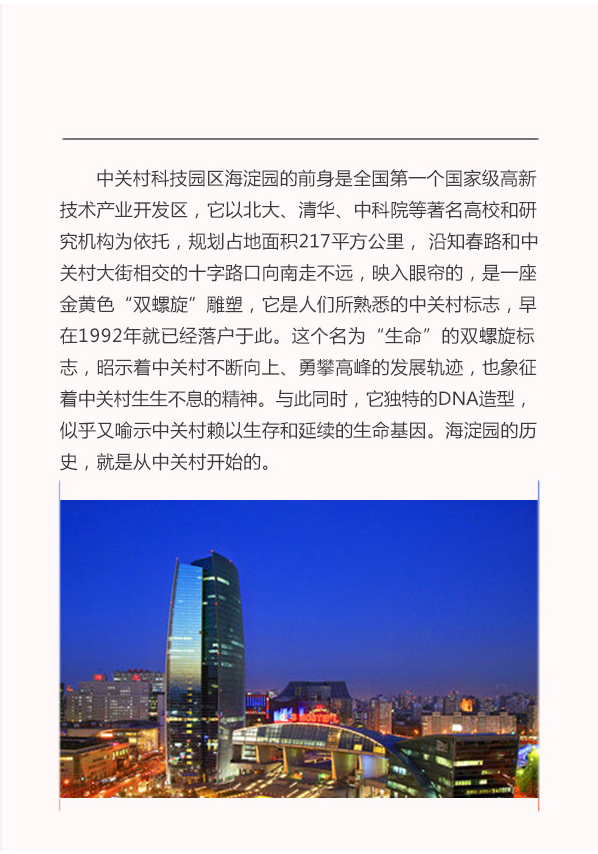 中关村科技园区海淀园的前身是全国第一个国家级高新
技术产业开发区，它以北大、清华、中科院等著名高校和研
究机构为依托，规划占地面积217平方公里， 沿知春路和中
关村大街相交的十字路口向南走不远，映入眼帘的，是一座
金黄色“双螺旋”雕塑，它是人们所熟悉的中关村标志，早
在1992年就已经落户于此。这个名为“生命”的双螺旋标
志，昭示着中关村不断向上、勇攀高峰的发展轨迹，也象征
着中关村生生不息的精神。与此同时，它独特的DNA造型，
似乎又喻示中关村赖以生存和延续的生命基因。海淀园的历
史，就是从中关村开始的。